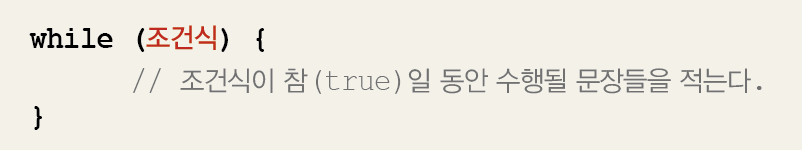 while (조건식) {
// 조건식이 참(true)일 동안 수행될 문장들을 적는다.
}